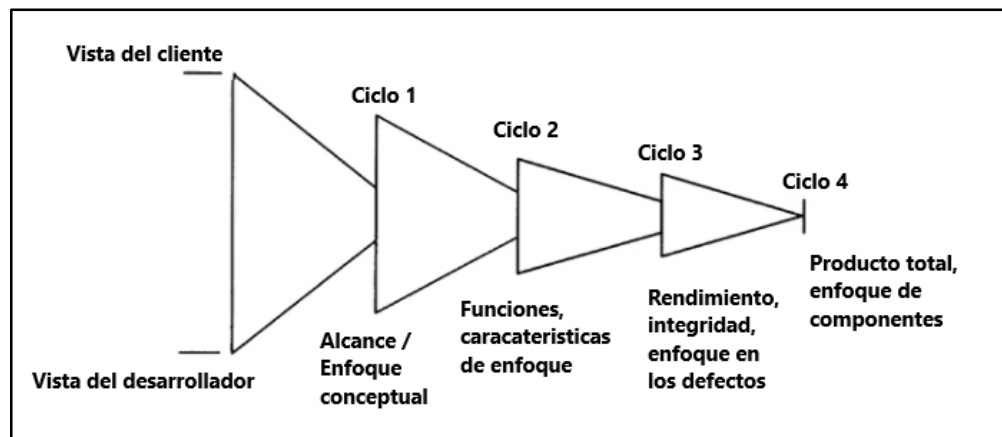 Vista del cliente
Ciclo 1
Ciclo 2
Ciclo 3
Ciclo 4
Vista del desarrollador
Alcance /
Enfoque
conceptual
Funciones,
caracateristicas
de enfoque
Rendimiento,
integridad,
enfoque en
los defectos
Producto total,
enfoque de
componentes